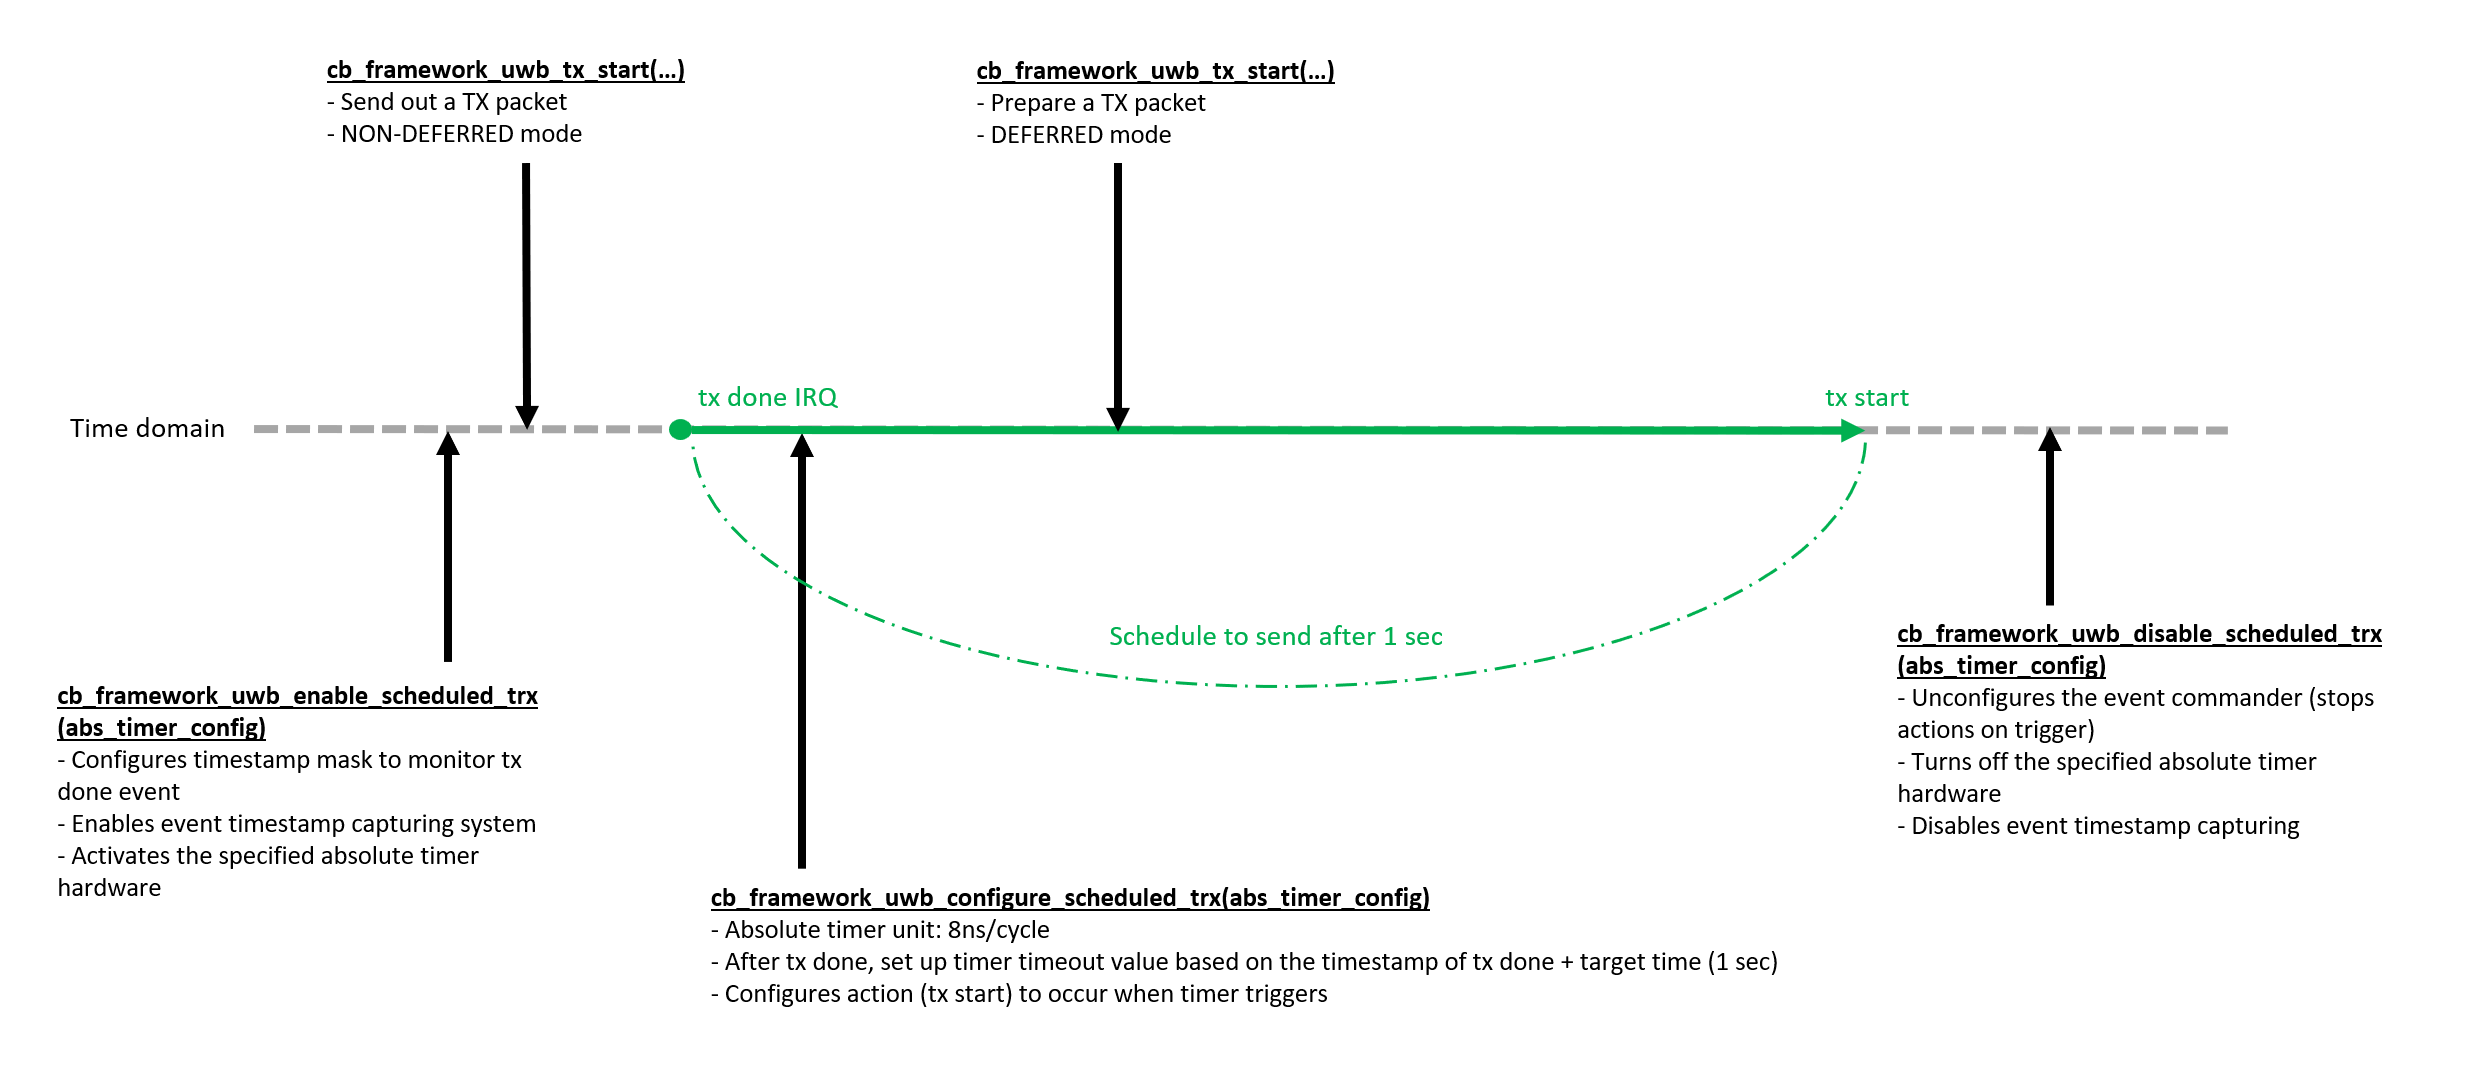 cb_framework_uwb_tx_start(…)
- Send out a TX packet
- NON-DEFERRED mode
cb_framework_uwb_tx_start(…)
- Prepare a TX packet
- DEFERRED mode
tx done IRQ
tx start
Time domain
Schedule to send after 1 sec
cb_framework_uwb_enable_scheduled_trx
(abs_timer_config)
- Configures timestamp mask to monitor tx
done event
- Enables event timestamp capturing system
- Activates the specified absolute timer
hardware
cb_framework_uwb_configure_scheduled_trx(abs_timer_config)
- Absolute timer unit: 8ns/cycle
- After tx done, set up timer timeout value based on the timestamp of tx done + target time (1 sec)
- Configures action (tx start) to occur when timer triggers
cb_framework_uwb_disable_scheduled_trx
(abs_timer_config)
- Unconfigures the event commander (stops
actions on trigger)
- Turns off the specified absolute timer
hardware
- Disables event timestamp capturing